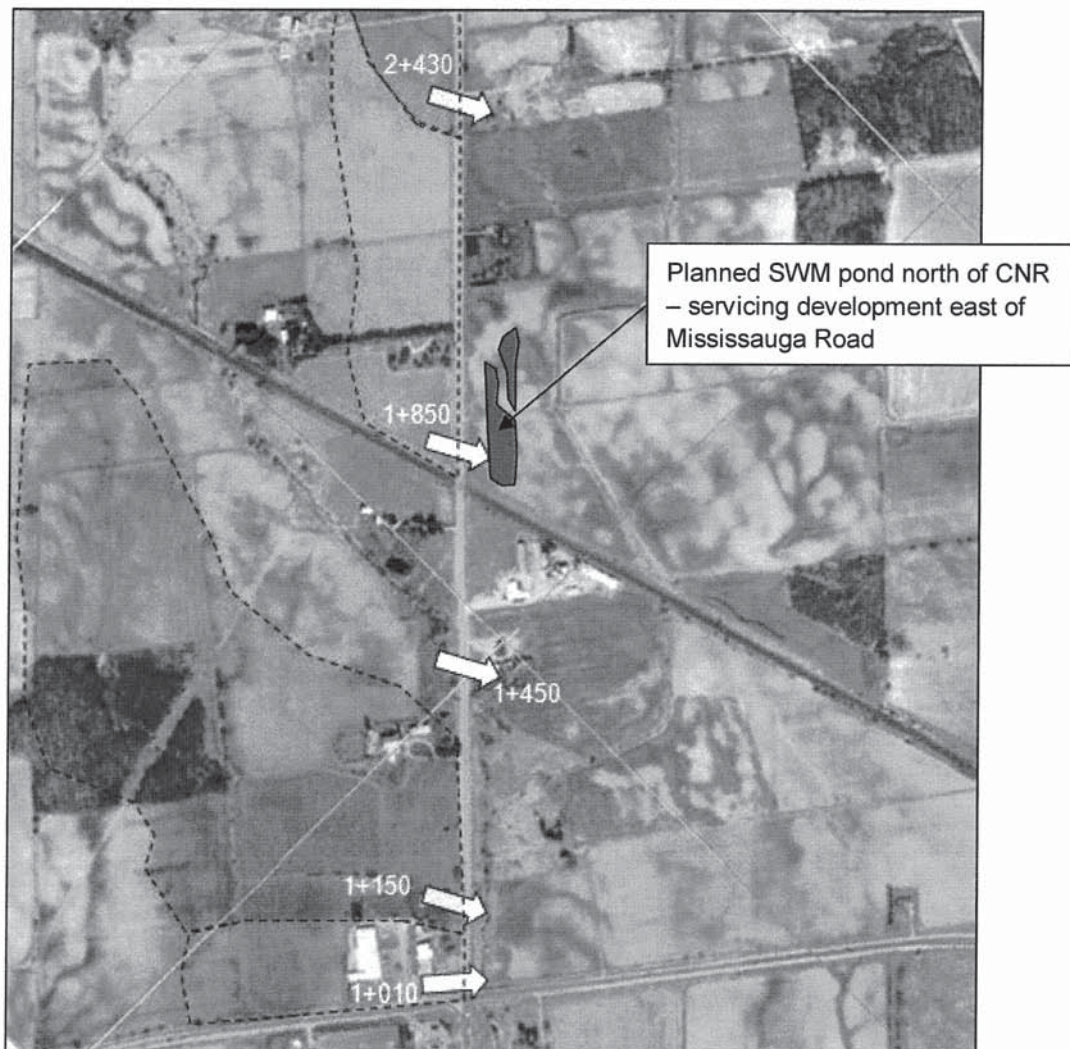 2+430
Planned SWM pond north of CNR
– servicing development east of
Mississauga Road
1+850
1+450
1+150
1+010